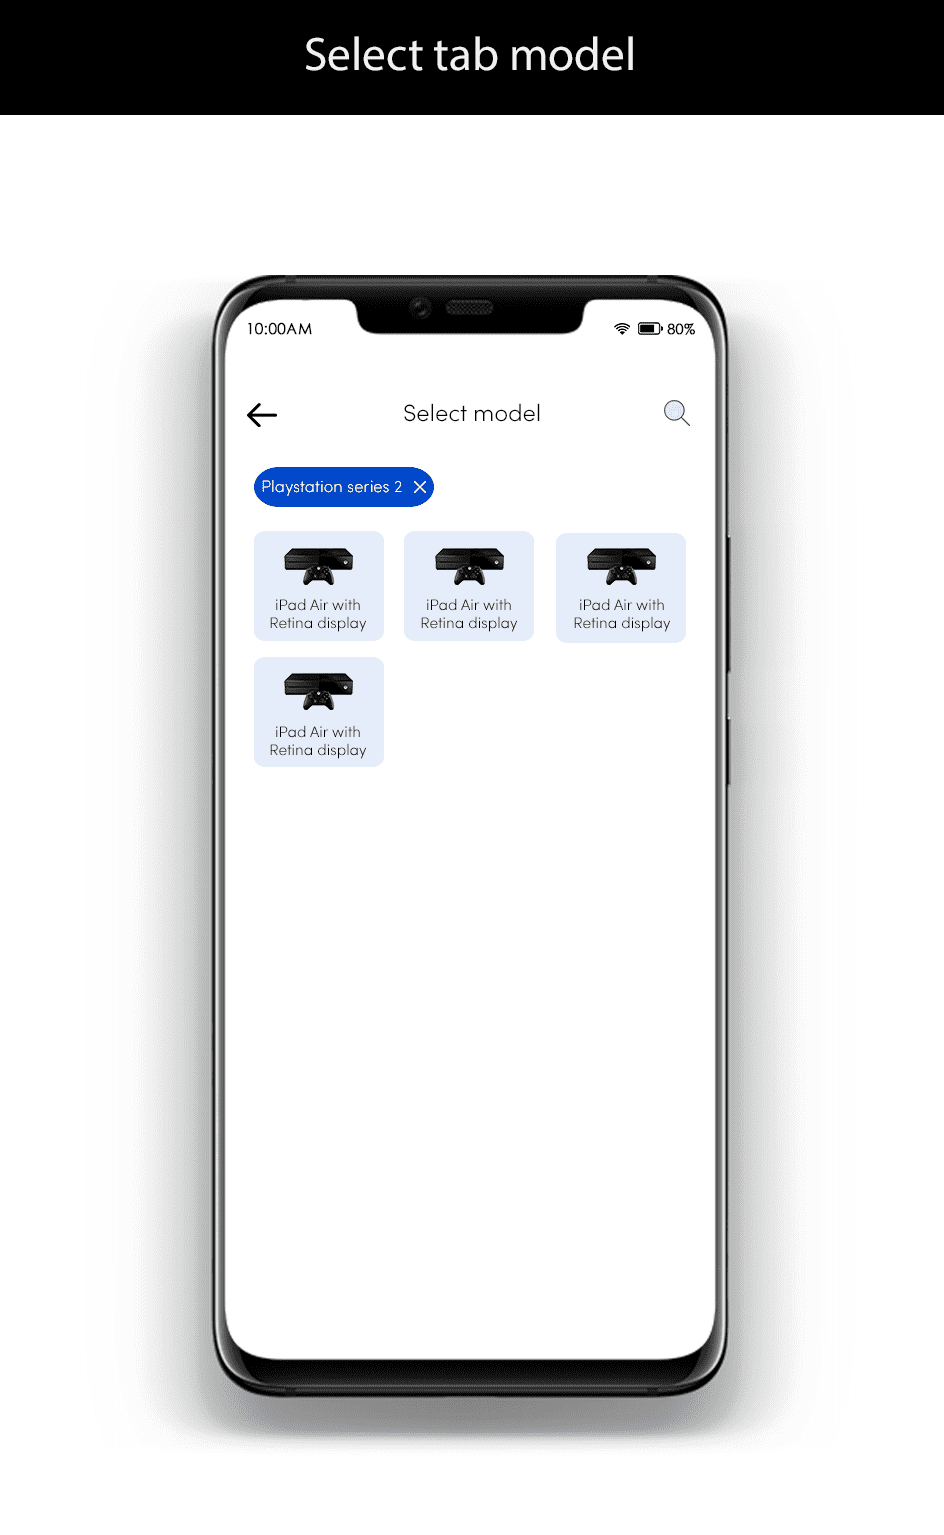 Select tab model
10:00AM 80%
Select model
Playstation series 2
iPad Air with
Retina display
iPad Air with
Retina display
iPad Air with
Retina display
iPad Air with
Retina display